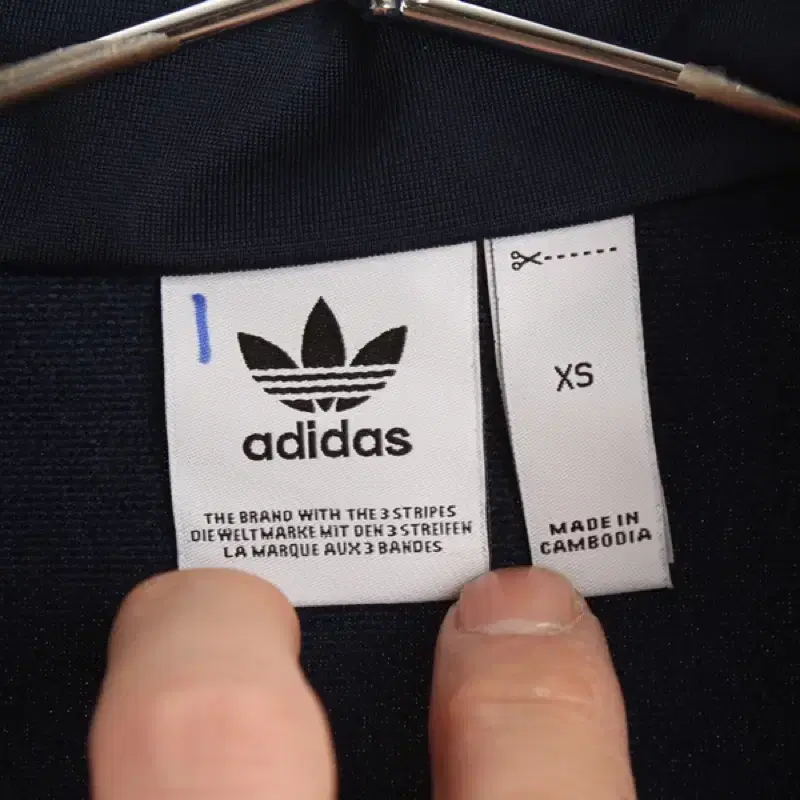 adidas
THE BRAND WITH THE 3 STRIPES
DIE WELTMARKE MIT DEN 3 STREIFEN
LA MARQUE AUX 3 BANDES
XS
MADE IN
CAMBODIA